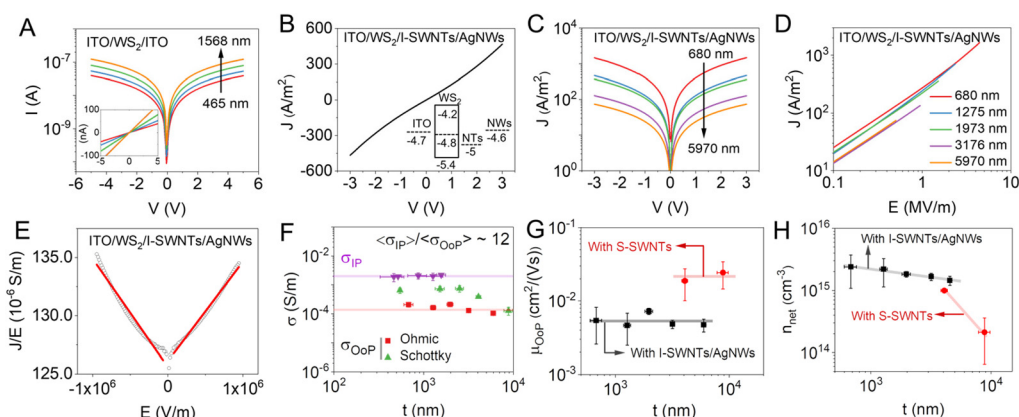 A
ITO/WS2/ITO
1568 nm
465 nm
10⁻⁷
10⁻⁹
I (A)
100
0
-100
(nA)
-5 0 5
-6 -4 -2 0 2 4 6
V (V)
B
ITO/WS2/I-SWNTs/AgNWs
600
300
0
-300
-600
J (A/m²)
WS2
ITO
-4.7
-4.2
-4.8
-5.4
NTs
-5
NWs
-4.6
-3 -2 -1 0 1 2 3
V (V)
C
ITO/WS2/I-SWNTs/AgNWs
680 nm
5970 nm
10⁴
10²
10⁰
J (A/m²)
-3 -2 -1 0 1 2 3
V (V)
D
ITO/WS2/I-SWNTs/AgNWs
10³
10²
10¹
J (A/m²)
680 nm
1275 nm
1973 nm
3176 nm
5970 nm
0.1 1 10
E (MV/m)
E
ITO/WS2/I-SWNTs/AgNWs
135.0
130.0
125.0
J/E (10⁻⁶ S/m)
-1x10⁶ 0 1x10⁶
E (V/m)
F
<σIP>/<σOoP> ~ 12
σIP
10⁰
10⁻²
10⁻⁴
10⁻⁶
σ (S/m)
σOoP
Ohmic
Schottky
10² 10³ 10⁴
t (nm)
G
With S-SWNTs
With I-SWNTs/AgNWs
10⁻¹
10⁻²
10⁻³
μOoP (cm²/(Vs)
10³ 10⁴
t (nm)
H
With I-SWNTs/AgNWs
With S-SWNTs
10¹⁶
10¹⁵
10¹⁴
nnet (cm⁻³)
10³ 10⁴
t (nm)